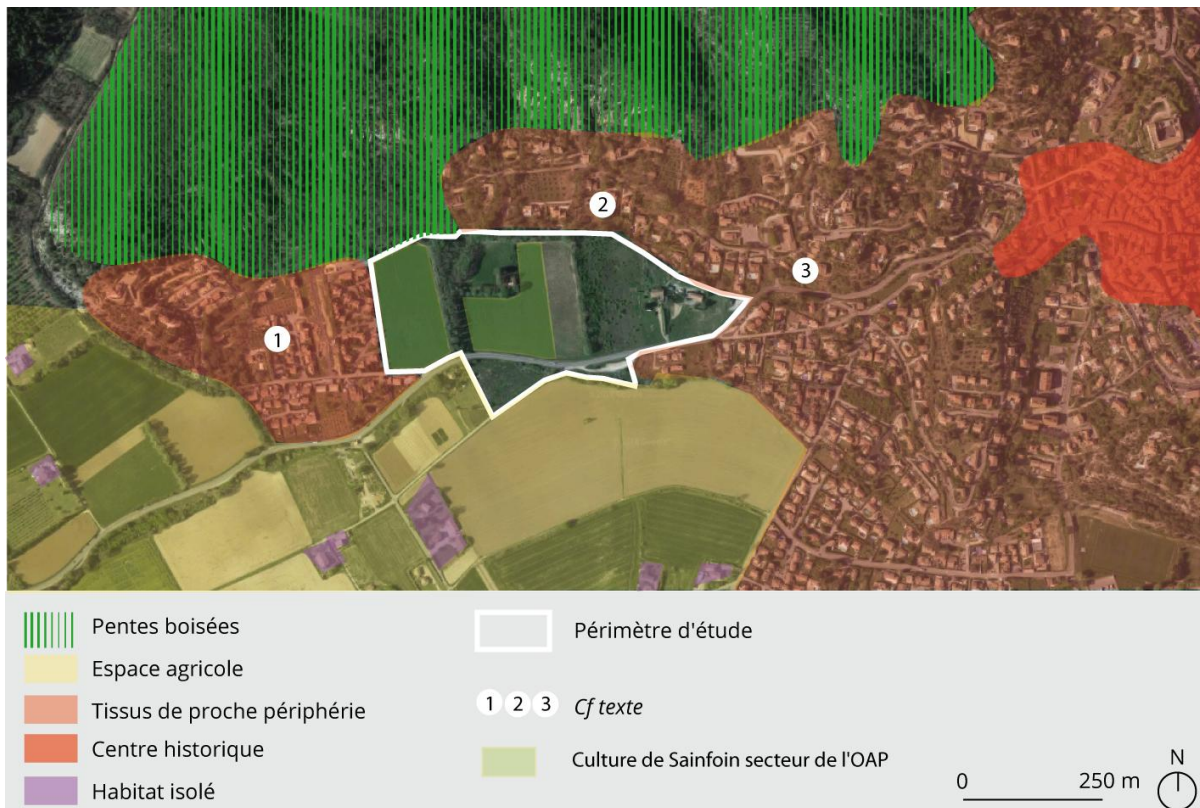 2
3
1
Pentes boisées
Espace agricole
Tissus de proche périphérie
Centre historique
Habitat isolé
Périmètre d'étude
1 2 3 Cf texte
Culture de Sainfoin secteur de l'OAP
0 250 m
N